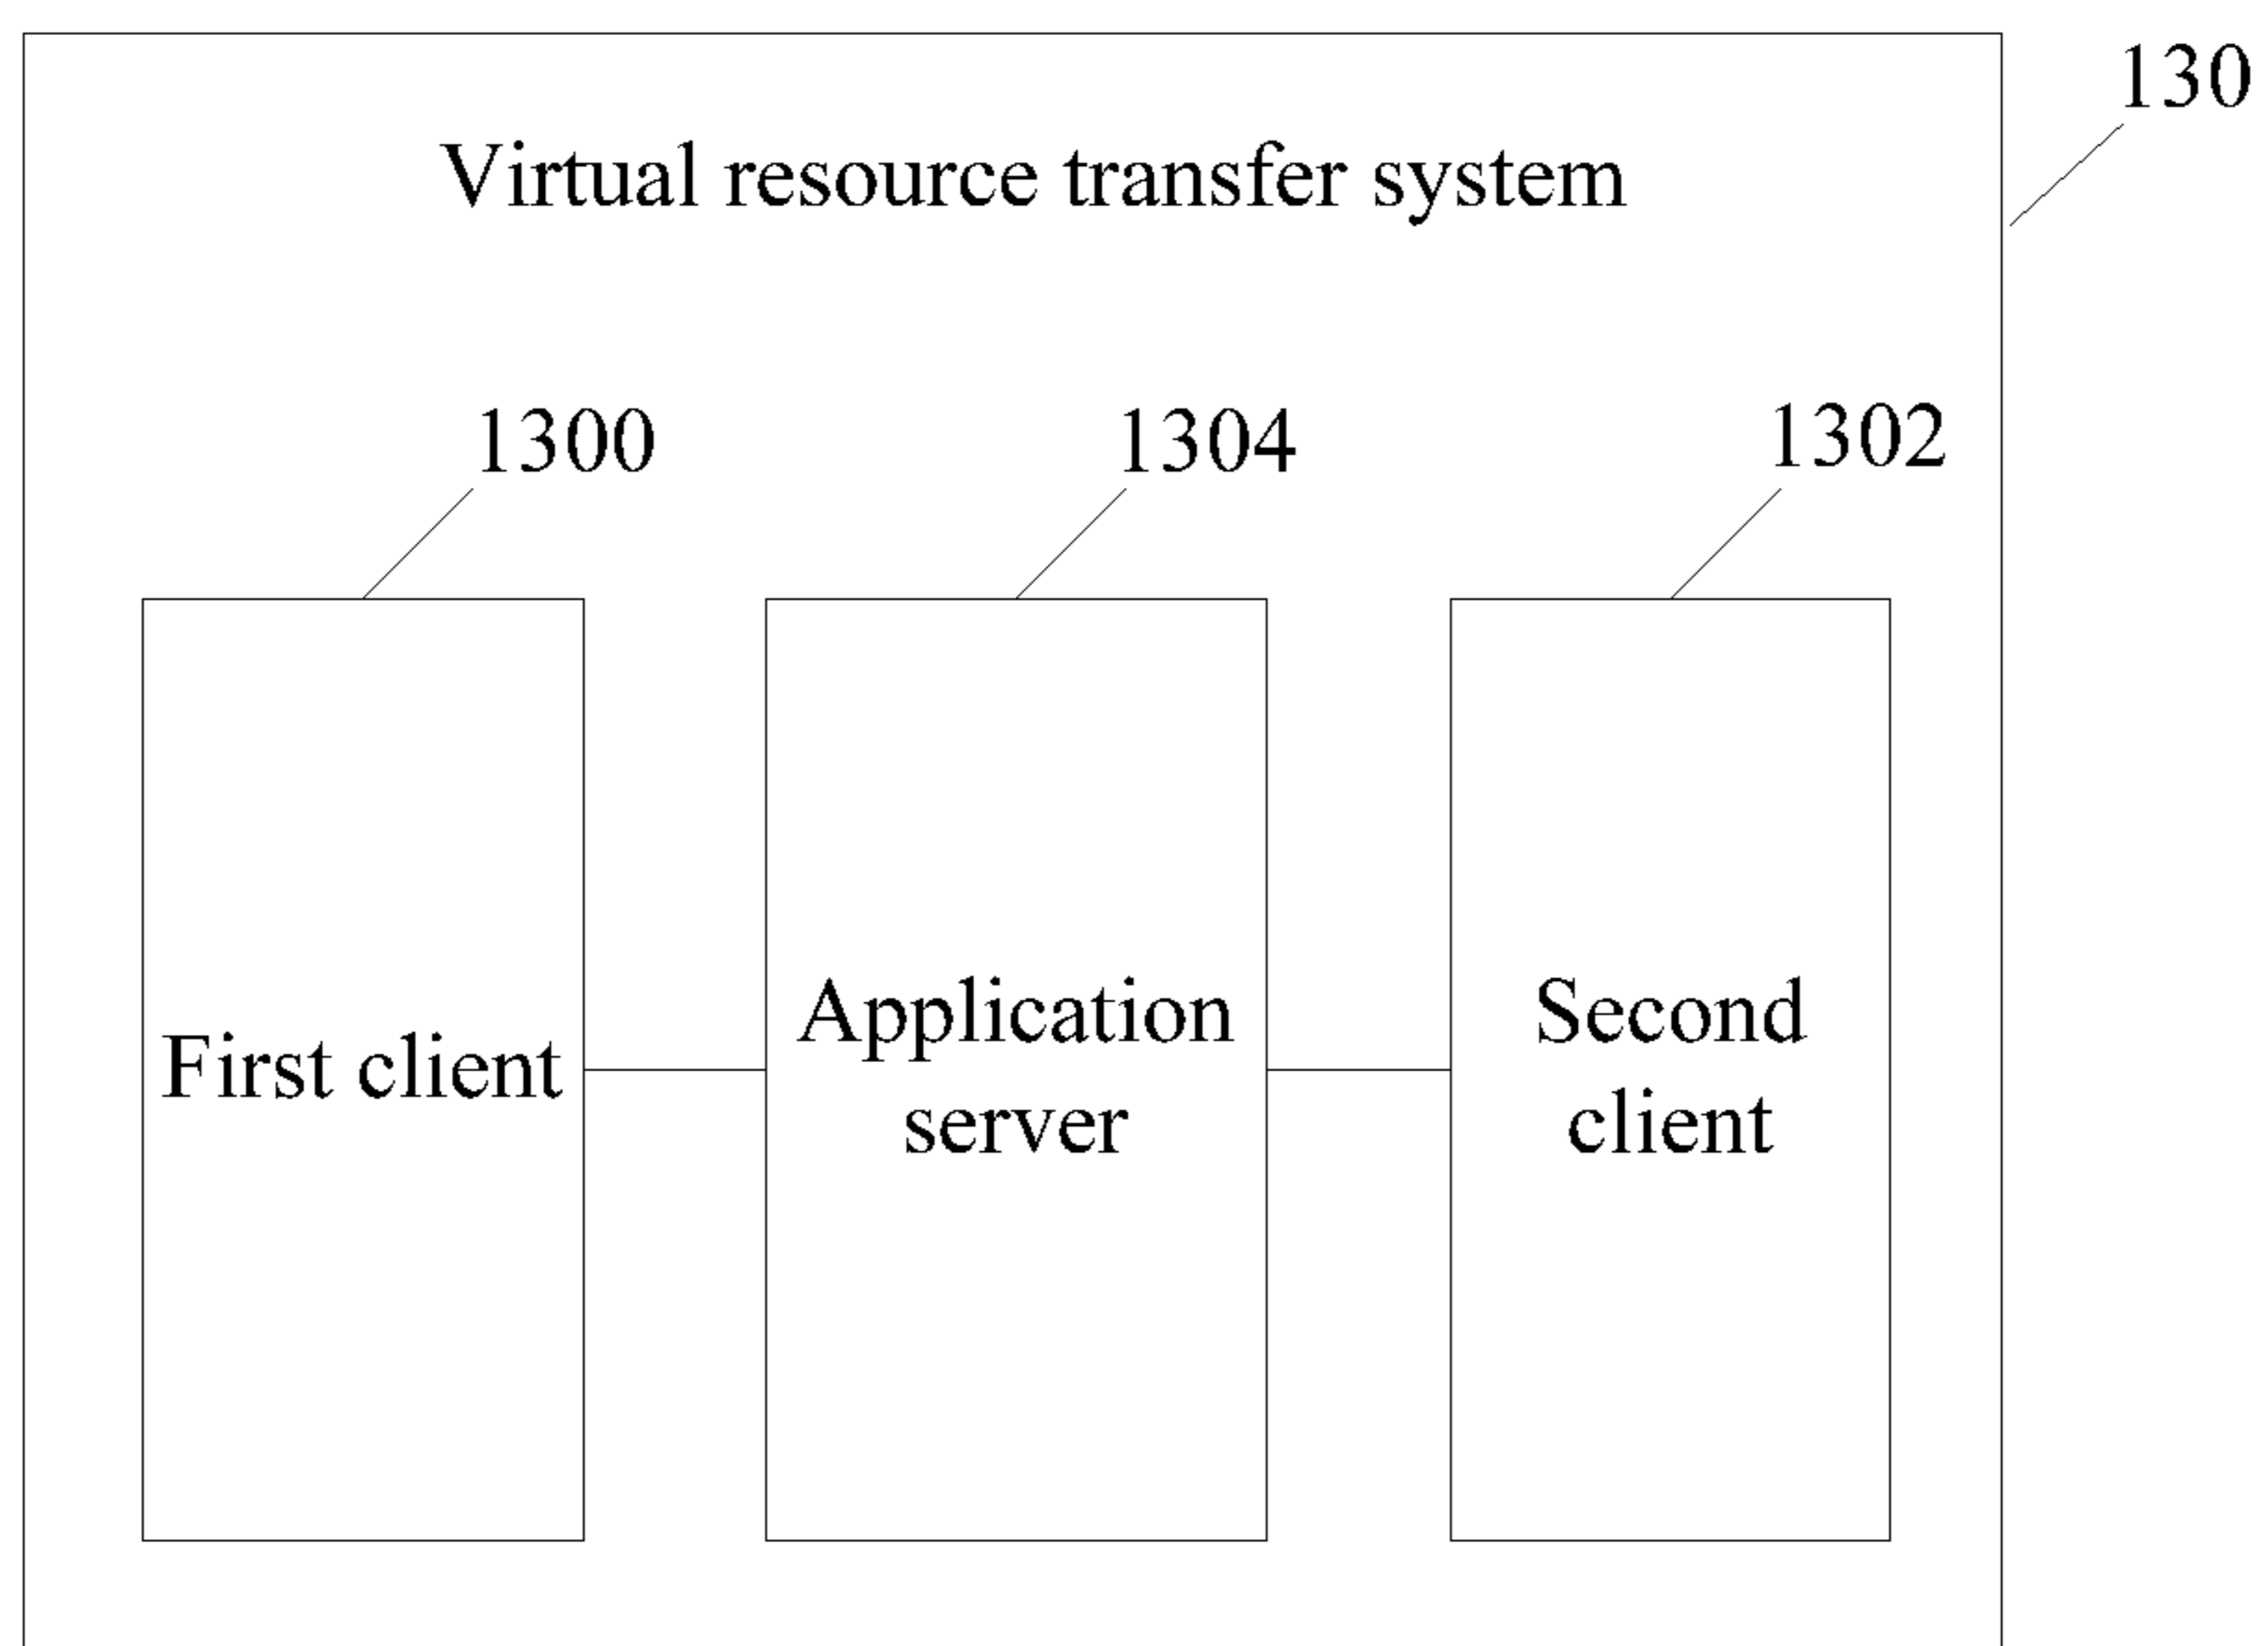 130
Virtual resource transfer system
1300
1304
1302
First client
Application
server
Second
client